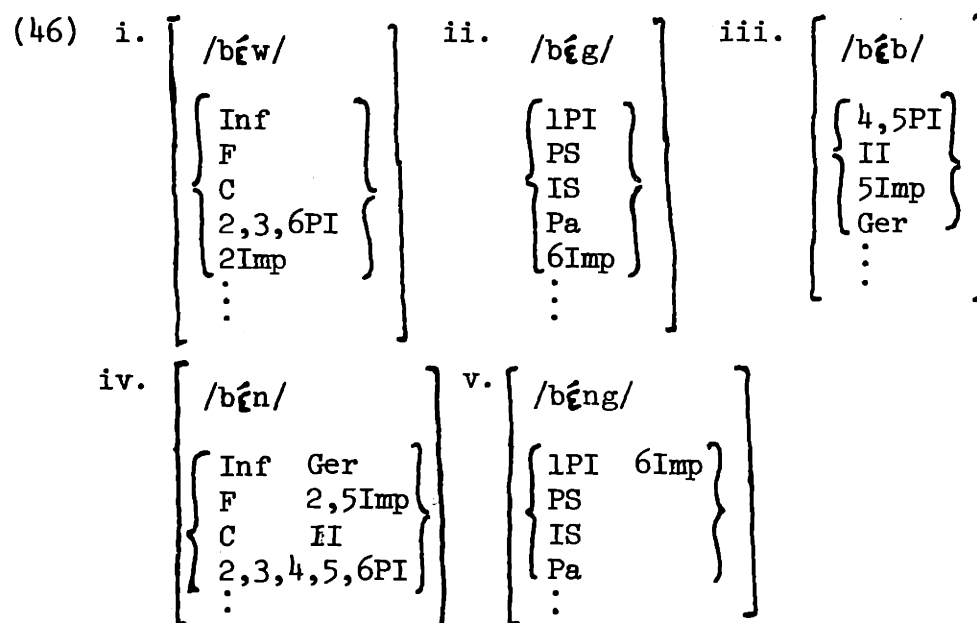 (46) i. /bɛ́w/ ii. /bɛ́g/ iii. /bɛ́b/
Inf 1PI 4,5PI
F PS II
C IS 5Imp
2,3,6PI Pa Ger
2Imp 6Imp ⋮
⋮ ⋮
iv. /bɛ́n/ v. /bɛ́ng/
Inf Ger 1PI 6Imp
F 2,5Imp PS
C II IS
2,3,4,5,6PI Pa
⋮ ⋮